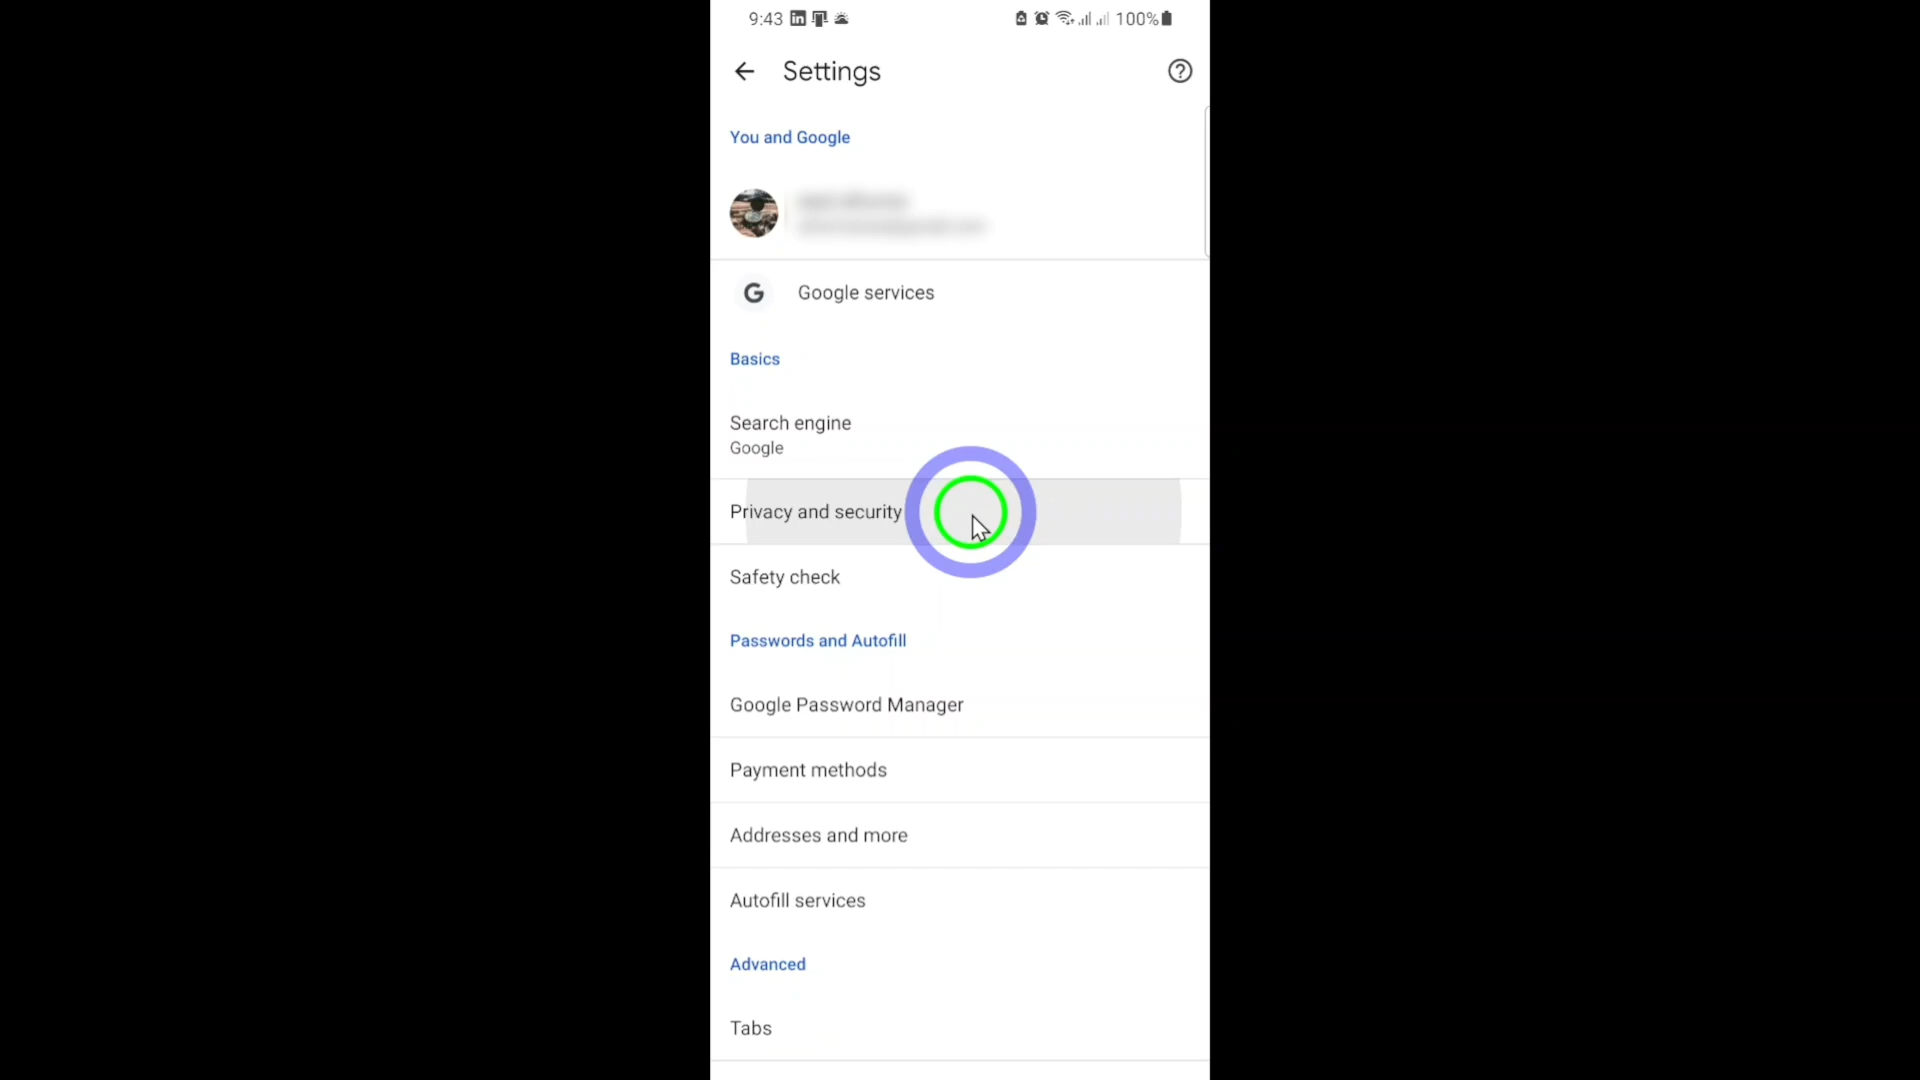 9:43
100%
Settings
You and Google
Google services
Basics
Search engine
Google
Privacy and security
Safety check
Passwords and Autofill
Google Password Manager
Payment methods
Addresses and more
Autofill services
Advanced
Tabs